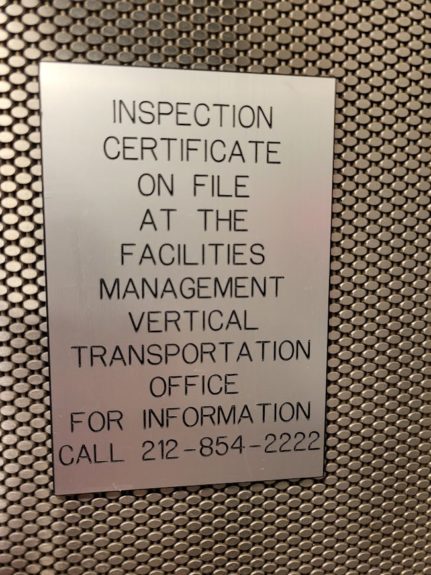 INSPECTION
CERTIFICATE
ON FILE
AT THE
FACILITIES
MANAGEMENT
VERTICAL
TRANSPORTATION
OFFICE
FOR INFORMATION
CALL 212-854-2222